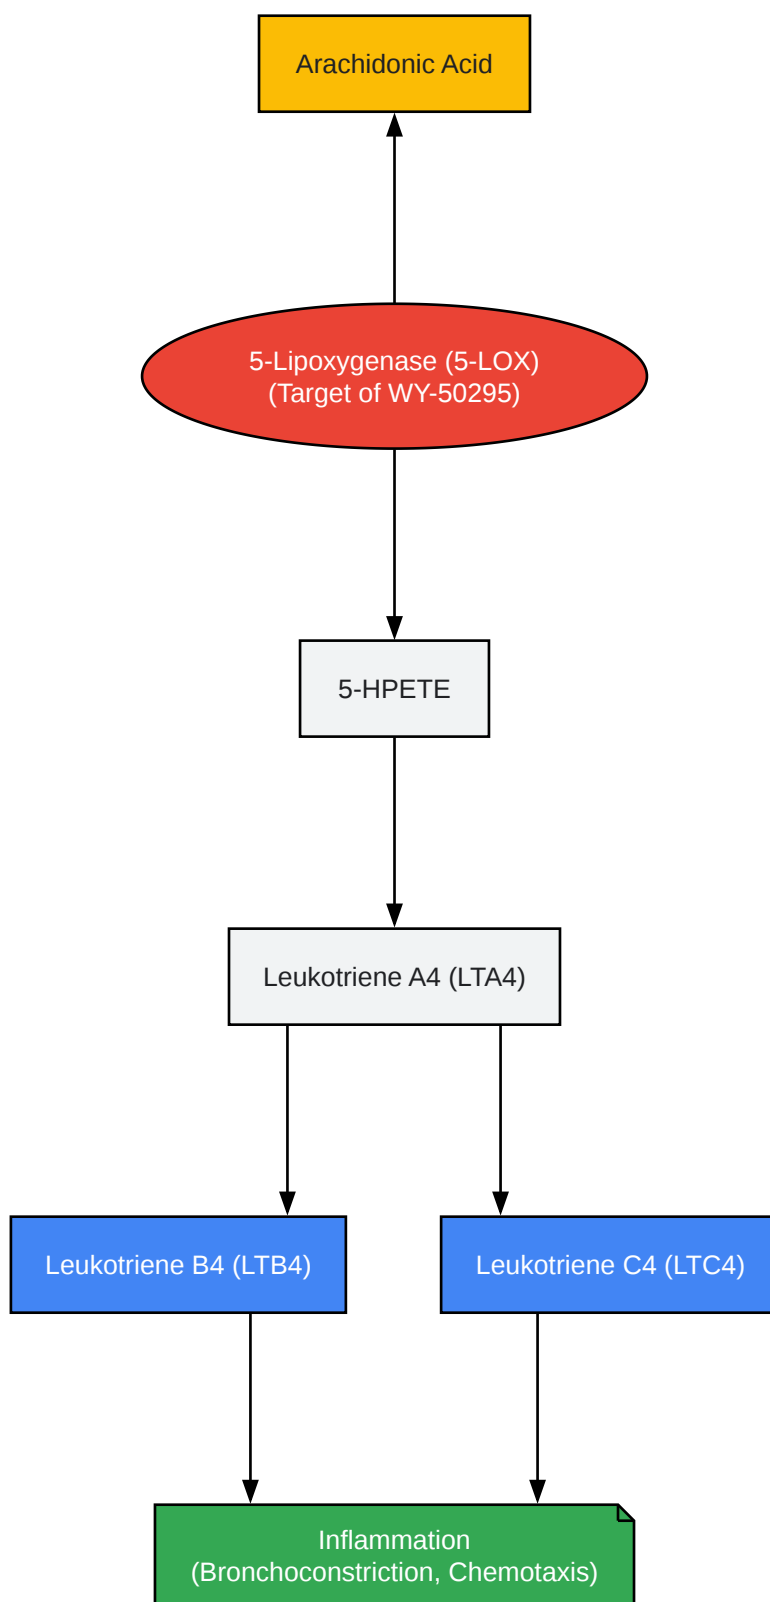 Arachidonic Acid
5-Lipoxygenase (5-LOX)
(Target of WY-50295)
5-HPETE
Leukotriene A4 (LTA4)
Leukotriene B4 (LTB4)
Leukotriene C4 (LTC4)
Inflammation
(Bronchoconstriction, Chemotaxis)